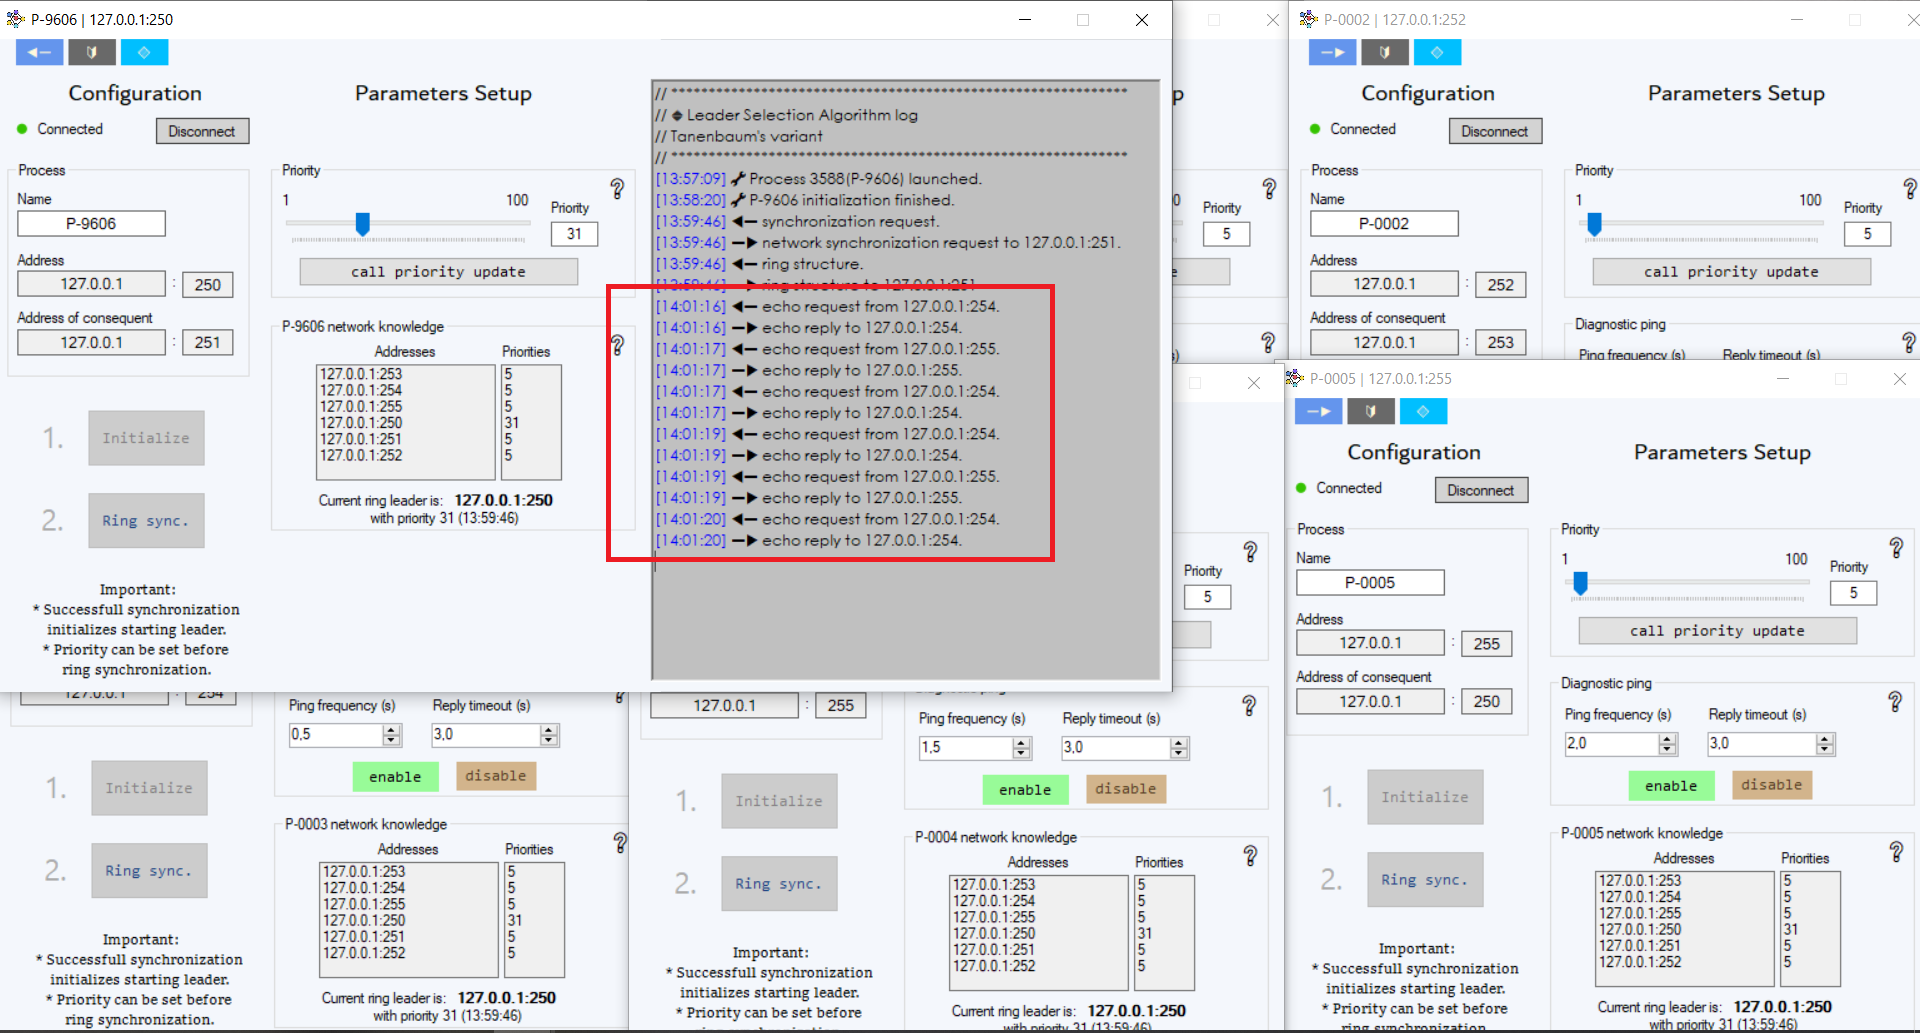 P-9606 | 127.0.0.1:250
Configuration
Connected
Disconnect
Process
Name
P-9606
Address
127.0.0.1 : 250
Address of consequent
127.0.0.1 : 251
1. Initialize
2. Ring sync.
Important:
* Successfull synchronization
initializes starting leader.
* Priority can be set before
ring synchronization.
Parameters Setup
Priority
1 100
Priority
31
call priority update
P-9606 network knowledge
Addresses Priorities
127.0.0.1:253 5
127.0.0.1:254 5
127.0.0.1:255 5
127.0.0.1:250 31
127.0.0.1:251 5
127.0.0.1:252 5
Current ring leader is: 127.0.0.1:250
with priority 31 (13:59:46)
// *************************************************************
// Leader Selection Algorithm log
// Tanenbaum's variant
// *************************************************************
[13:57:09] Process 3588(P-9606) launched.
[13:58:20] P-9606 initialization finished.
[13:59:46] synchronization request.
[13:59:46] network synchronization request to 127.0.0.1:251.
[13:59:46] ring structure.
[13:59:46] ring structure to 127.0.0.1:251
[14:01:16] echo request from 127.0.0.1:254.
[14:01:16] echo reply to 127.0.0.1:254.
[14:01:17] echo request from 127.0.0.1:255.
[14:01:17] echo reply to 127.0.0.1:255.
[14:01:17] echo request from 127.0.0.1:254.
[14:01:17] echo reply to 127.0.0.1:254.
[14:01:19] echo request from 127.0.0.1:254.
[14:01:19] echo reply to 127.0.0.1:254.
[14:01:19] echo request from 127.0.0.1:255.
[14:01:19] echo reply to 127.0.0.1:255.
[14:01:20] echo request from 127.0.0.1:254.
[14:01:20] echo reply to 127.0.0.1:254.
p
0
Priority
5
e
)
P-0002 | 127.0.0.1:252
Configuration
Connected
Disconnect
Process
Name
P-0002
Address
127.0.0.1 : 252
Address of consequent
127.0.0.1 : 253
Parameters Setup
Priority
1 100
Priority
5
call priority update
Diagnostic ping
Ping frequency (s) Reply timeout (s)
127.0.0.1 : 254
1. Initialize
2. Ring sync.
Important:
* Successfull synchronization
initializes starting leader.
* Priority can be set before
ring synchronization.
Ping frequency (s) Reply timeout (s)
0,5 3,0
enable disable
P-0003 network knowledge
Addresses Priorities
127.0.0.1:253 5
127.0.0.1:254 5
127.0.0.1:255 5
127.0.0.1:250 31
127.0.0.1:251 5
127.0.0.1:252 5
Current ring leader is: 127.0.0.1:250
with priority 31 (13:59:46)
Priority
5
127.0.0.1 : 255
1. Initialize
2. Ring sync.
Important:
* Successfull synchronization
initializes starting leader.
* Priority can be set before
ring synchronization.
Diagnostic ping
Ping frequency (s) Reply timeout (s)
1,5 3,0
enable disable
P-0004 network knowledge
Addresses Priorities
127.0.0.1:253 5
127.0.0.1:254 5
127.0.0.1:255 5
127.0.0.1:250 31
127.0.0.1:251 5
127.0.0.1:252 5
Current ring leader is: 127.0.0.1:250
with priority 31 (13:59:46)
P-0005 | 127.0.0.1:255
Configuration
Connected
Disconnect
Process
Name
P-0005
Address
127.0.0.1 : 255
Address of consequent
127.0.0.1 : 250
1. Initialize
2. Ring sync.
Important:
* Successfull synchronization
initializes starting leader.
* Priority can be set before
ring synchronization.
Parameters Setup
Priority
1 100
Priority
5
call priority update
Diagnostic ping
Ping frequency (s) Reply timeout (s)
2,0 3,0
enable disable
P-0005 network knowledge
Addresses Priorities
127.0.0.1:253 5
127.0.0.1:254 5
127.0.0.1:255 5
127.0.0.1:250 31
127.0.0.1:251 5
127.0.0.1:252 5
Current ring leader is: 127.0.0.1:250
with priority 31 (13:59:46)